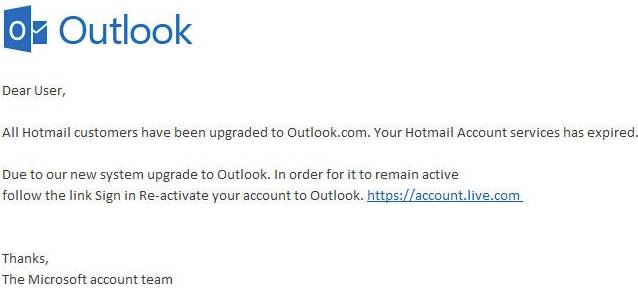 Outlook
Dear User,
All Hotmail customers have been upgraded to Outlook.com. Your Hotmail Account services has expired.
Due to our new system upgrade to Outlook. In order for it to remain active
follow the link Sign in Re-activate your account to Outlook. https://account.live.com
Thanks,
The Microsoft account team